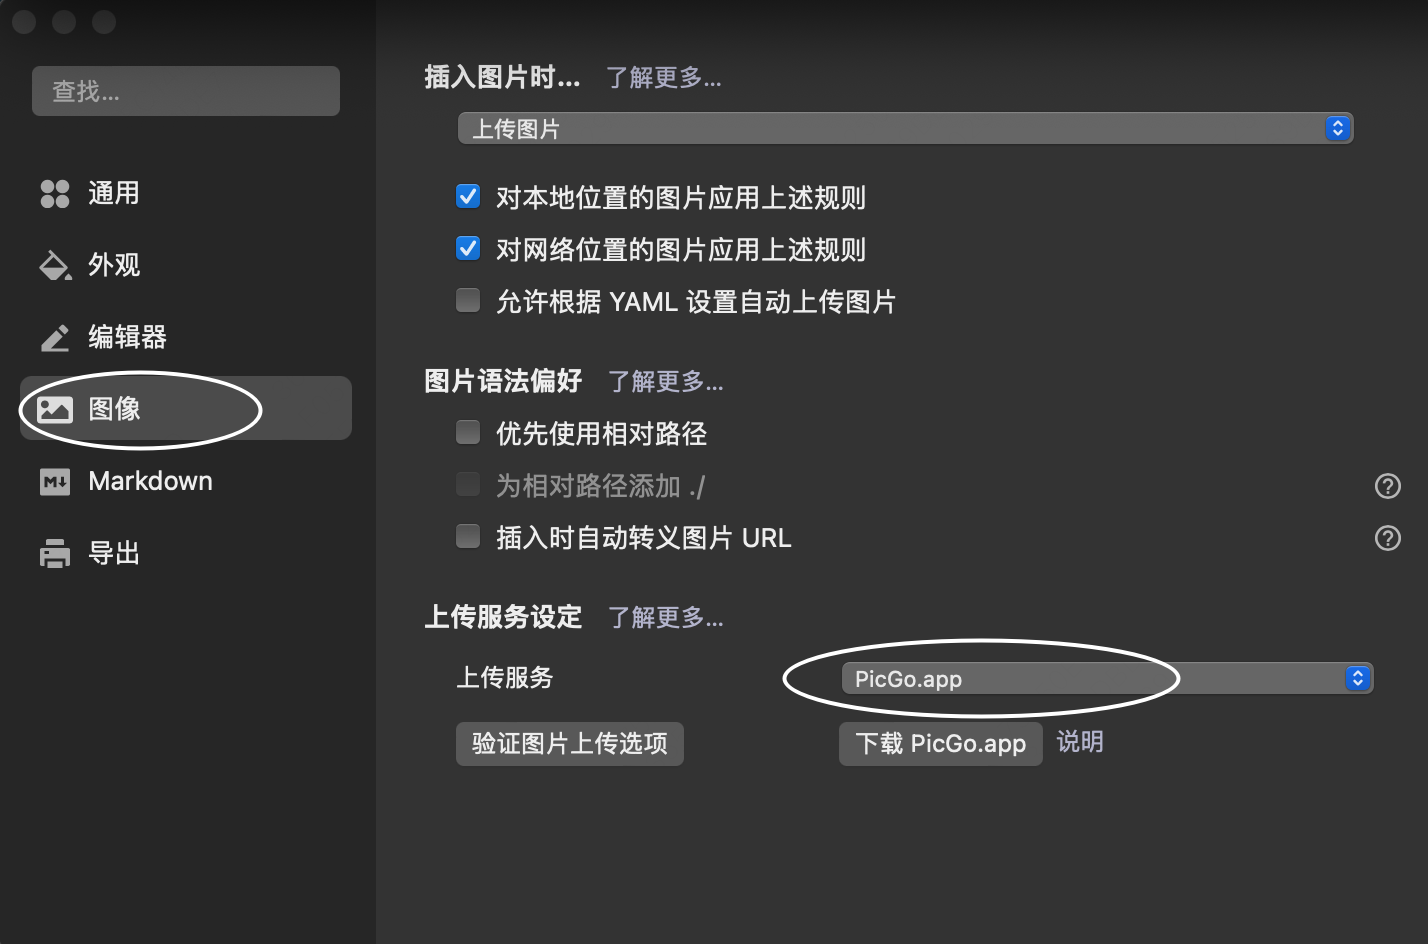 查找...
通用
外观
编辑器
图像
Markdown
导出
插入图片时... 了解更多...
上传图片
对本地位置的图片应用上述规则
对网络位置的图片应用上述规则
允许根据 YAML 设置自动上传图片
图片语法偏好 了解更多...
优先使用相对路径
为相对路径添加 ./
插入时自动转义图片 URL
上传服务设定 了解更多...
上传服务 PicGo.app
验证图片上传选项 下载 PicGo.app 说明